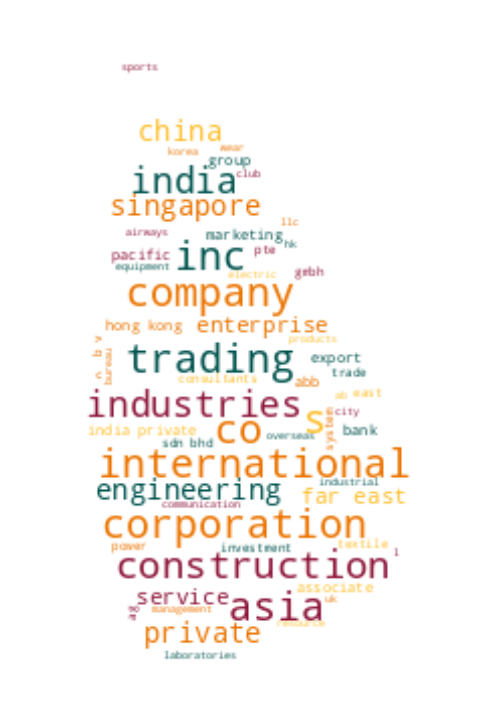 sports
china
korea wear
group
india club
singapore
llc
airways marketing hk
pacific inc pte
equipment electric gmbh
company
hong kong enterprise
products
trading export
n b v bureau consultants abb trade
industries ab east
s city
india private co system bank
sdn bhd overseas
international
engineering industrial
far east
communication
corporation
power investment textile
construction l
associate
service uk
ag management asia
resource
private
laboratories